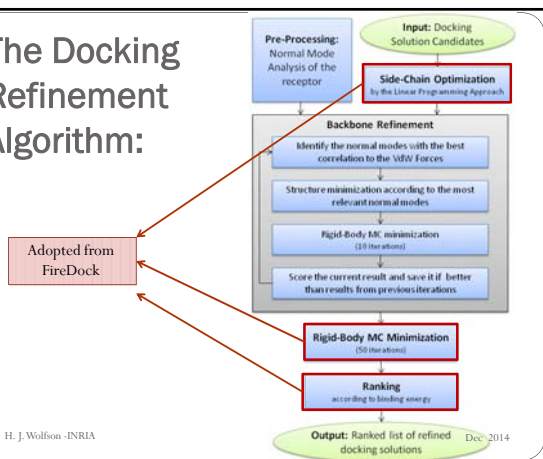 The Docking
Refinement
Algorithm:
Pre-Processing:
Normal Mode
Analysis of the
receptor
Input: Docking
Solution Candidates
Side-Chain Optimization
by the Linear Programming Approach
Backbone Refinement
Identify the normal modes with the best
correlation to the VdW Forces
Structure minimization according to the most
relevant normal modes
Rigid-Body MC minimization
(10 iterations)
Score the current result and save it if better
than results from previous iterations
Adopted from
FireDock
Rigid-Body MC Minimization
(50 iterations)
Ranking
according to binding energy
Output: Ranked list of refined
docking solutions
H. J. Wolfson -INRIA
Dec 2014